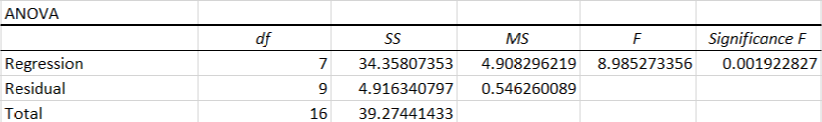 ANOVA
df SS MS F Significance F
Regression 7 34.35807353 4.908296219 8.985273356 0.001922827
Residual 9 4.916340797 0.546260089
Total 16 39.27441433